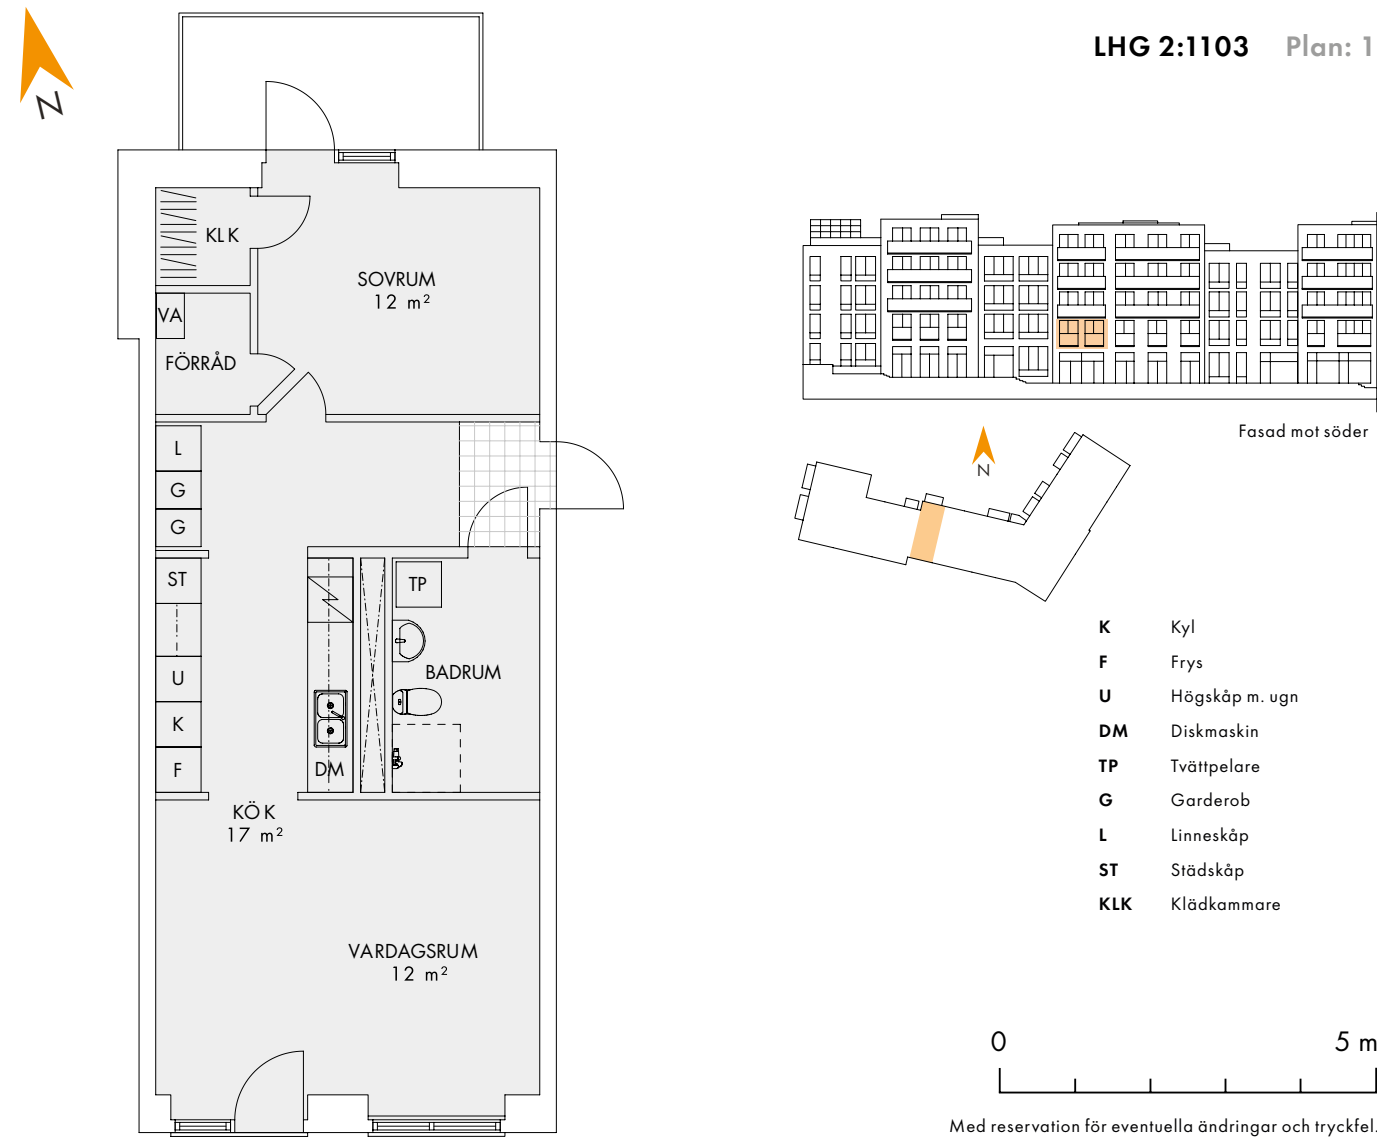 LHG 2:1103 Plan: 1
N
KLK
SOVRUM
12 m²
VA
FÖRRÅD
L
G
G
ST
TP
U
BADRUM
K
F
DM
KÖK
17 m²
VARDAGSRUM
12 m²
Fasad mot söder
N
K Kyl
F Frys
U Högskåp m. ugn
DM Diskmaskin
TP Tvättpelare
G Garderob
L Linneskåp
ST Städskåp
KLK Klädkammare
0 5 m
Med reservation för eventuella ändringar och tryckfel.